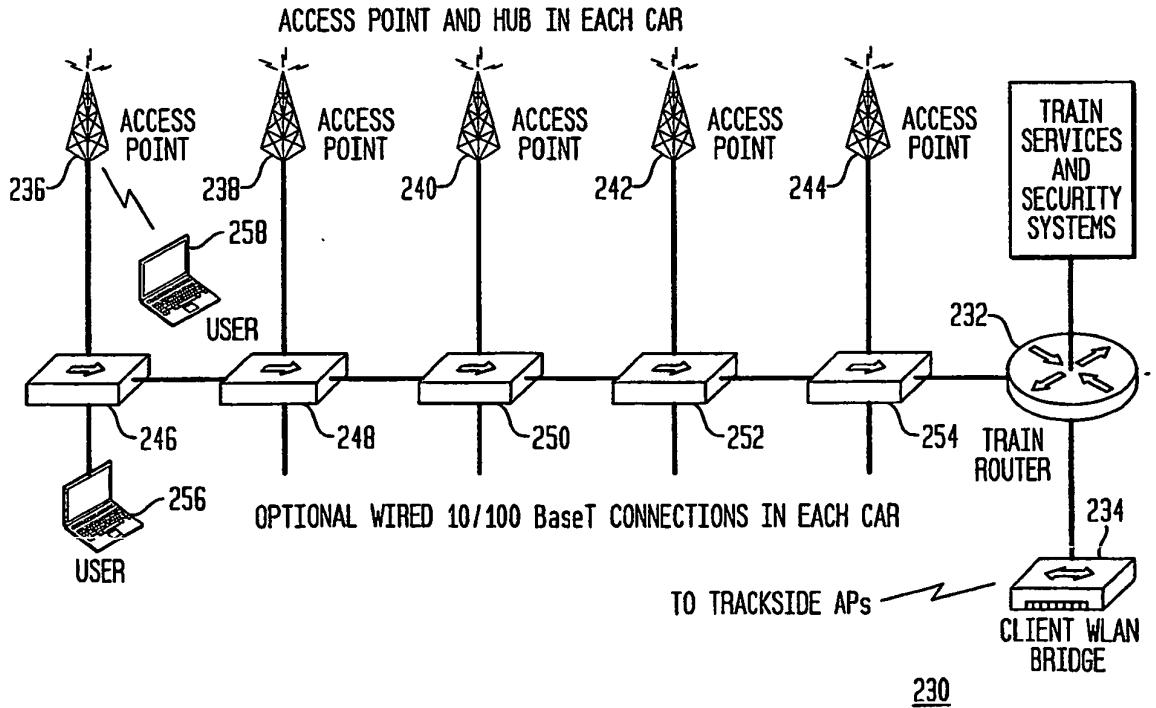 ACCESS POINT AND HUB IN EACH CAR
ACCESS
POINT
ACCESS
POINT
ACCESS
POINT
ACCESS
POINT
ACCESS
POINT
TRAIN
SERVICES
AND
SECURITY
SYSTEMS
236
238
240
242
244
258
USER
232
246
248
250
252
254
TRAIN
ROUTER
256
USER
OPTIONAL WIRED 10/100 BaseT CONNECTIONS IN EACH CAR
234
TO TRACKSIDE APs
CLIENT WLAN
BRIDGE
230